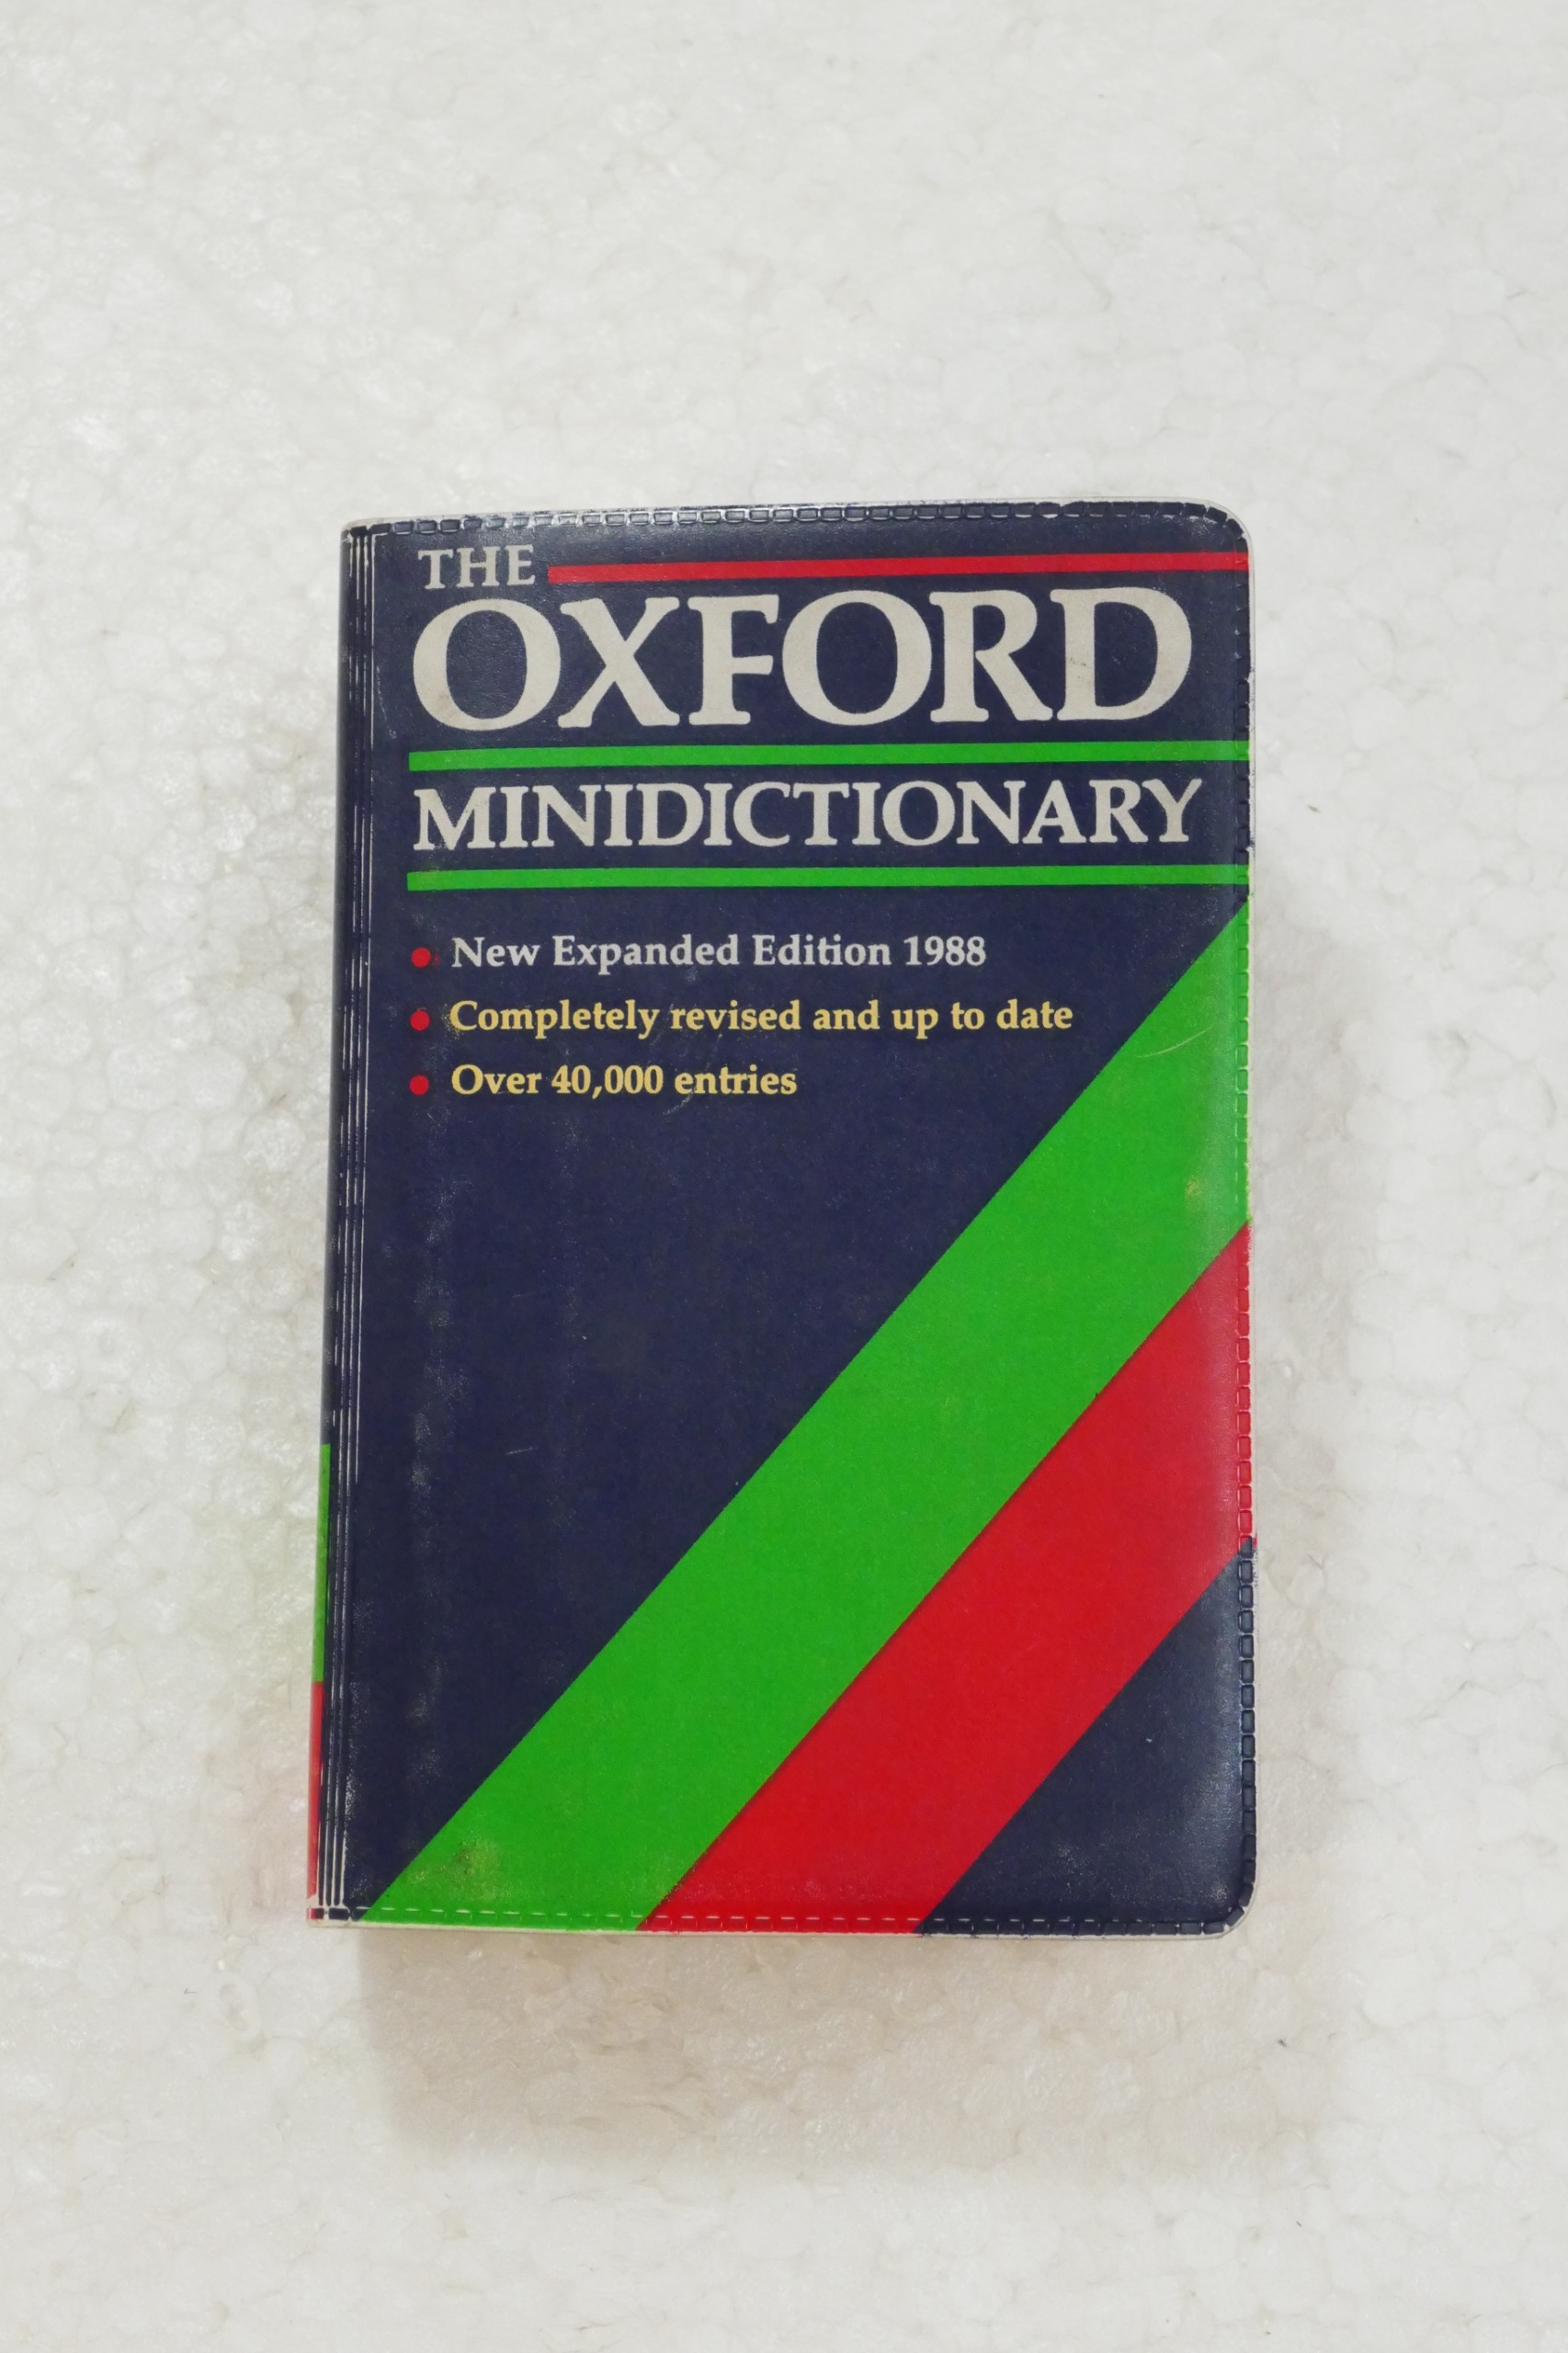 THE
OXFORD
MINIDICTIONARY
New Expanded Edition 1988
Completely revised and up to date
Over 40,000 entries